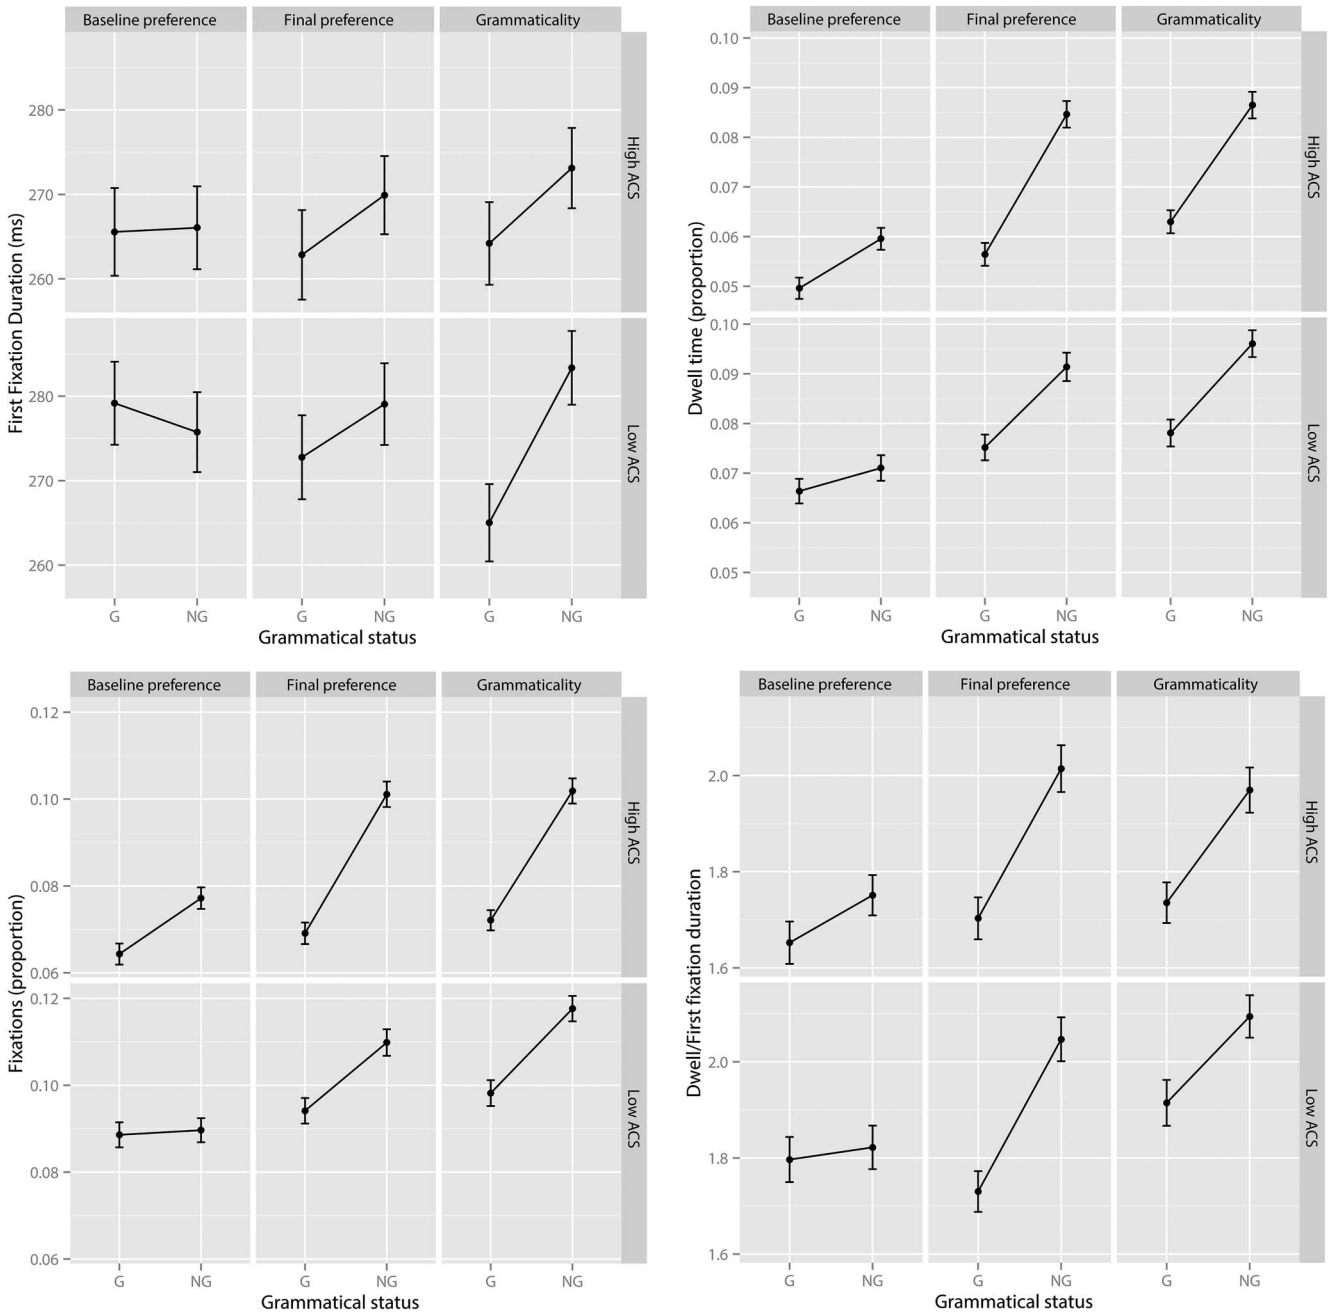 Baseline preference Final preference Grammaticality
280
270
260
High ACS
280
270
260
Low ACS
First Fixation Duration (ms)
G NG G NG G NG
Grammatical status
Baseline preference Final preference Grammaticality
0.10
0.09
0.08
0.07
0.06
0.05
High ACS
0.10
0.09
0.08
0.07
0.06
0.05
Low ACS
Dwell time (proportion)
G NG G NG G NG
Grammatical status
Baseline preference Final preference Grammaticality
0.12
0.10
0.08
0.06
High ACS
0.12
0.10
0.08
0.06
Low ACS
Fixations (proportion)
G NG G NG G NG
Grammatical status
Baseline preference Final preference Grammaticality
2.0
1.8
1.6
High ACS
2.0
1.8
1.6
Low ACS
Dwell/First fixation duration
G NG G NG G NG
Grammatical status